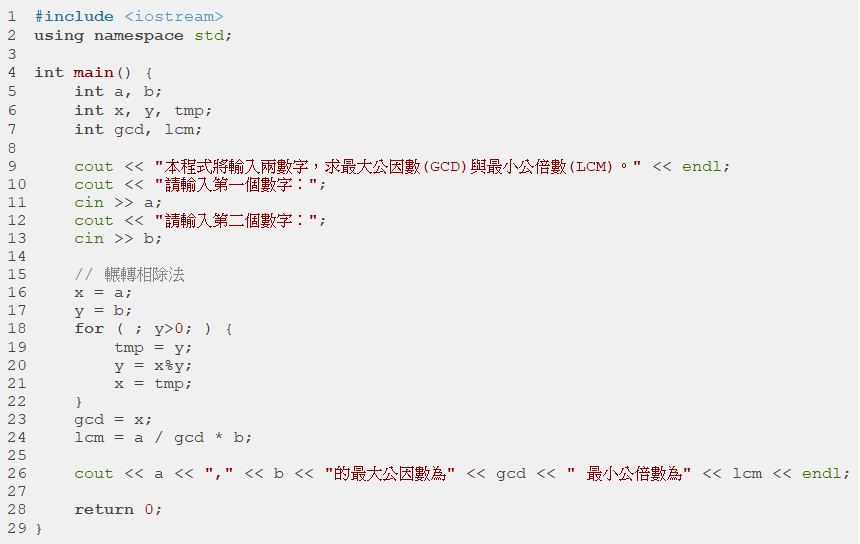 1 #include <iostream>
2 using namespace std;
3
4 int main() {
5     int a, b;
6     int x, y, tmp;
7     int gcd, lcm;
8
9     cout << "本程式將輸入兩數字，求最大公因數(GCD)與最小公倍數(LCM)。" << endl;
10     cout << "請輸入第一個數字：";
11     cin >> a;
12     cout << "請輸入第二個數字：";
13     cin >> b;
14
15     // 輾轉相除法
16     x = a;
17     y = b;
18     for ( ; y>0; ) {
19         tmp = y;
20         y = x%y;
21         x = tmp;
22     }
23     gcd = x;
24     lcm = a / gcd * b;
25
26     cout << a << "," << b << "的最大公因數為" << gcd << " 最小公倍數為" << lcm << endl;
27
28     return 0;
29 }